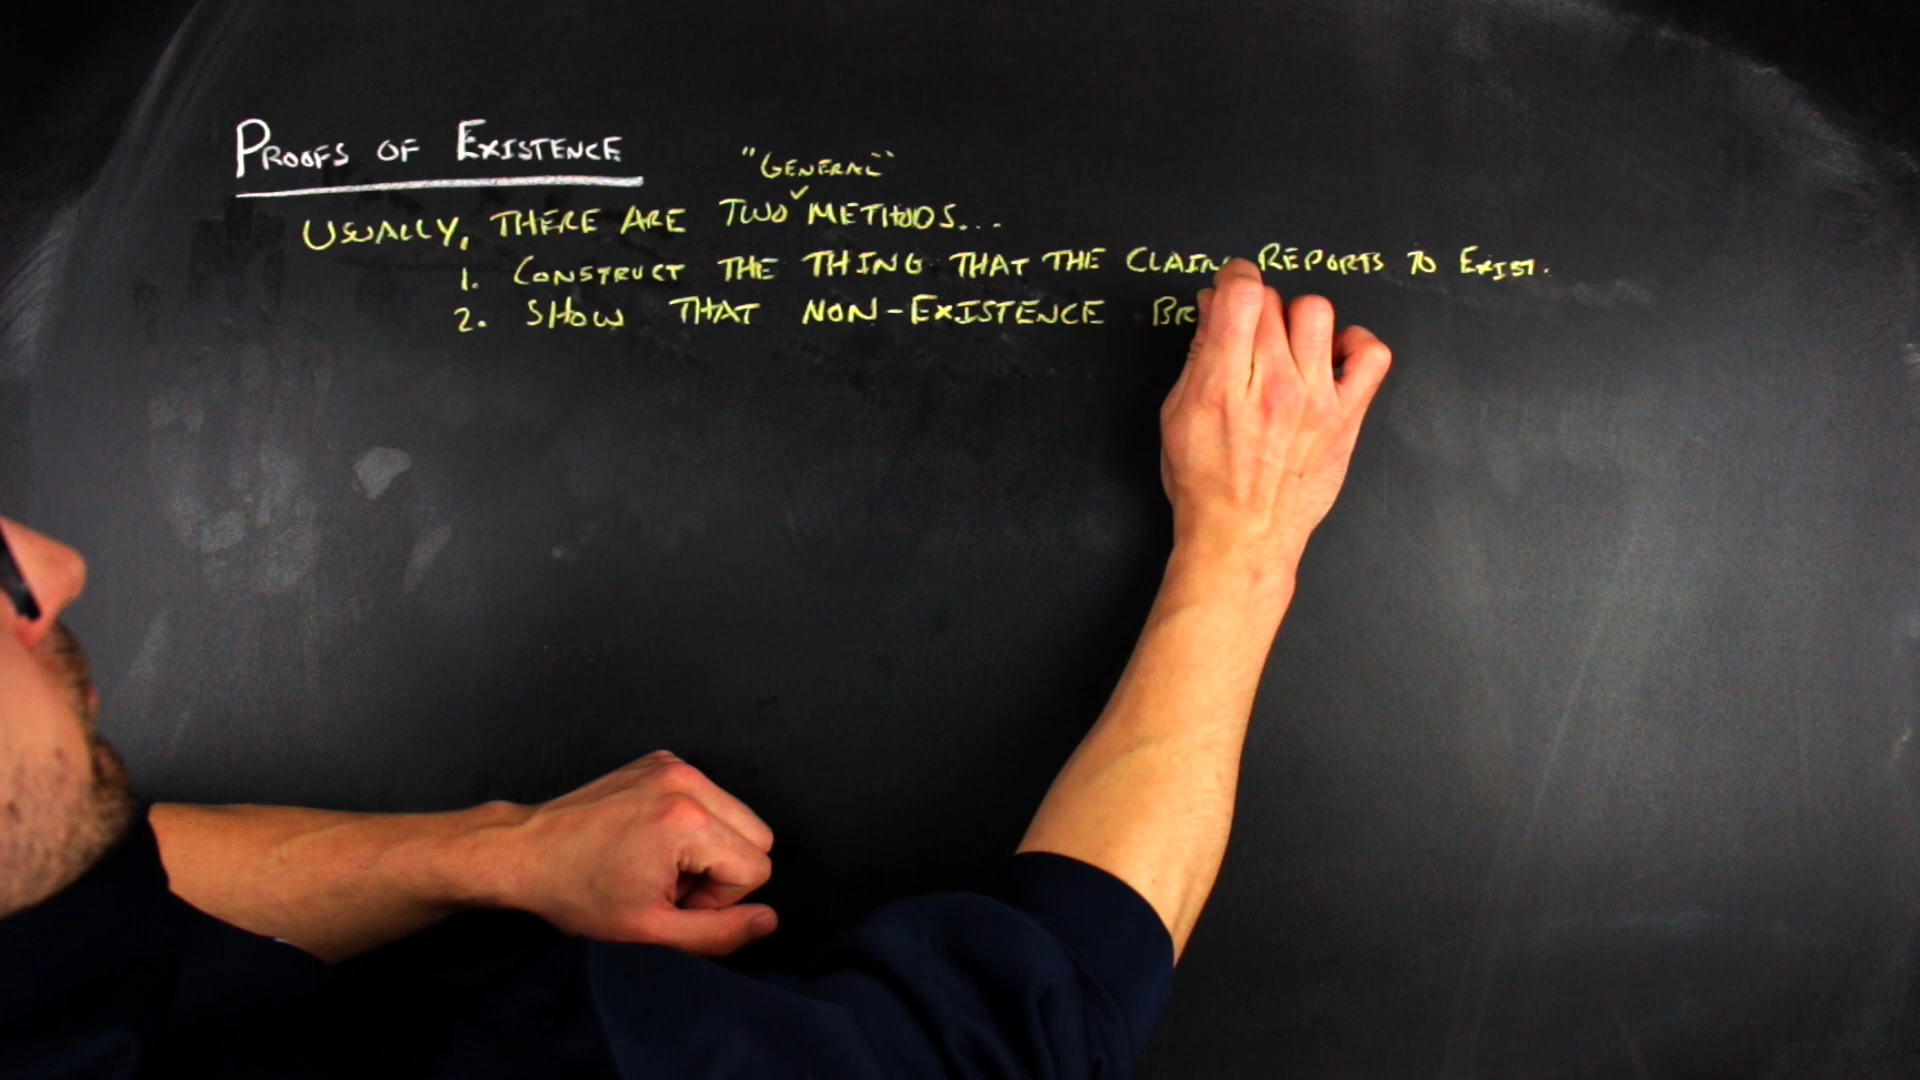 PROOFS OF EXISTENCE
"GENERAL"
USUALLY, THERE ARE TWO METHODS...
1. CONSTRUCT THE THING THAT THE CLAIM REPORTS TO EXIST.
2. SHOW THAT NON-EXISTENCE BR